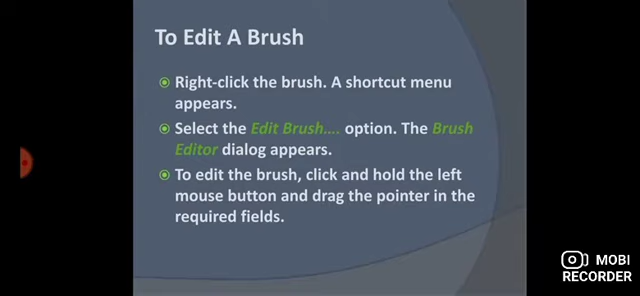 To Edit A Brush
Right-click the brush. A shortcut menu
appears.
Select the Edit Brush.... option. The Brush
Editor dialog appears.
To edit the brush, click and hold the left
mouse button and drag the pointer in the
required fields.
MOBI
RECORDER